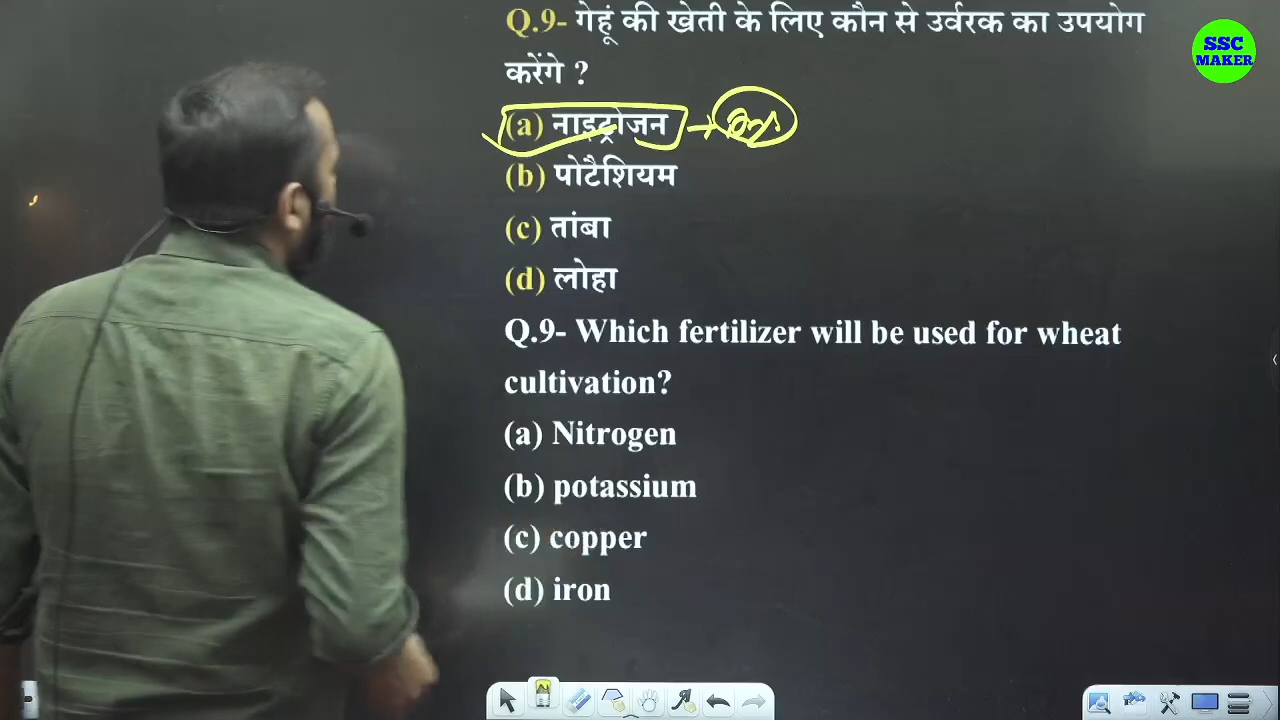 Q.9- गेहूं की खेती के लिए कौन से उर्वरक का उपयोग
करेंगे ?
(a) नाइट्रोजन
(b) पोटैशियम
(c) तांबा
(d) लोहा
Q.9- Which fertilizer will be used for wheat
cultivation?
(a) Nitrogen
(b) potassium
(c) copper
(d) iron
SSC
MAKER